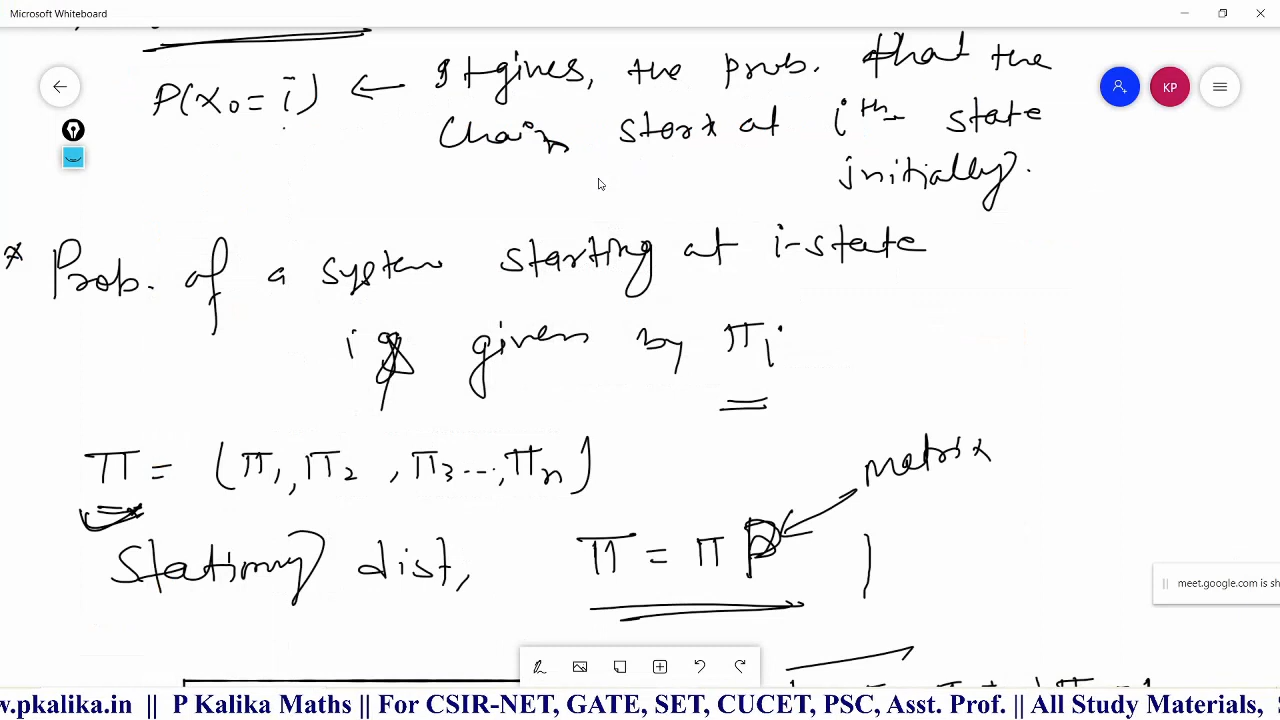 Microsoft Whiteboard
P(X₀ = i) ← It gives, the prob. that the
Chain start at iᵗʰ state
initially.
KP
* Prob. of a system starting at i-state
is given by πᵢ
π = (π₁, π₂, π₃..., πₙ)
matrix
Stationary dist, π = π P
meet.google.com is sh
w.pkalika.in || P Kalika Maths || For CSIR-NET, GATE, SET, CUCET, PSC, Asst. Prof. || All Study Materials,